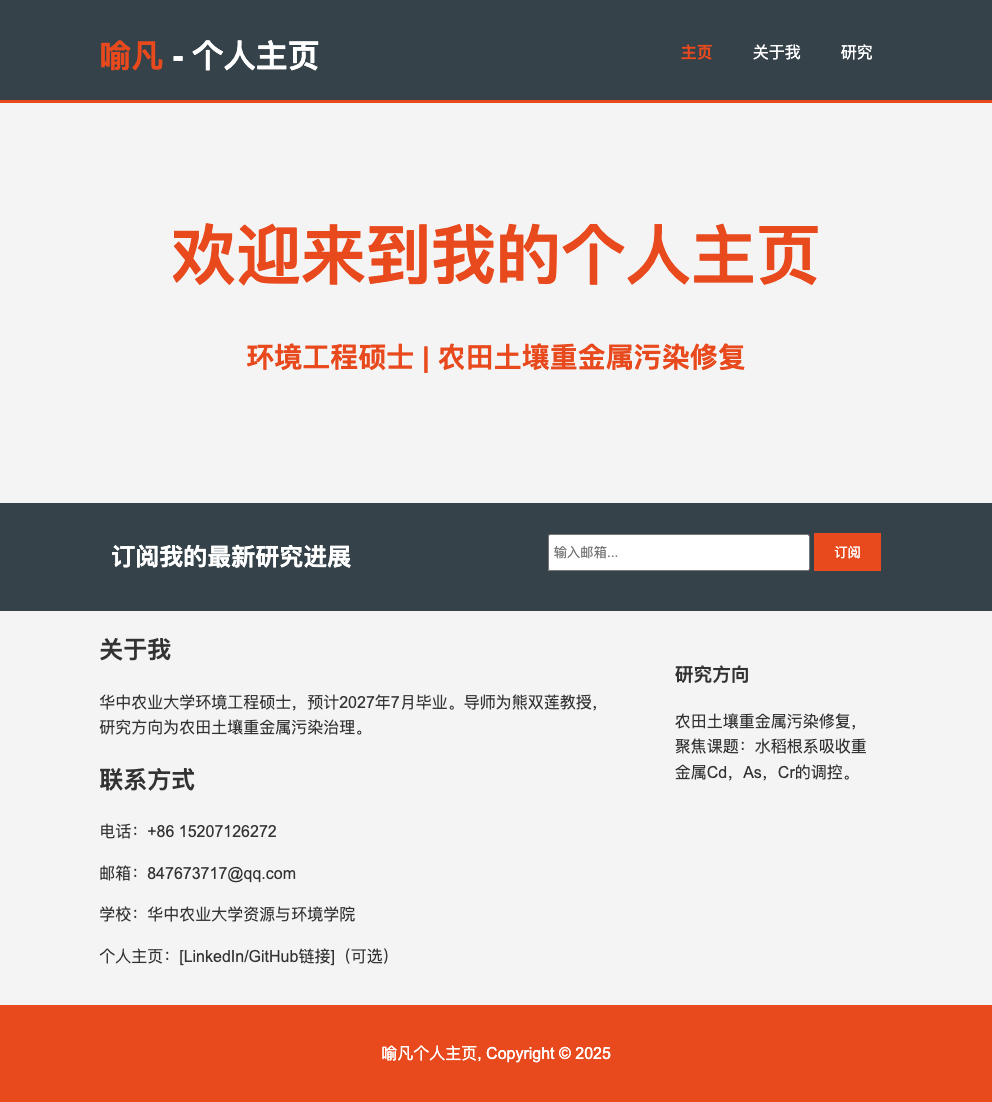 喻凡 - 个人主页
主页 关于我 研究
欢迎来到我的个人主页
环境工程硕士 | 农田土壤重金属污染修复
订阅我的最新研究进展
输入邮箱...
订阅
关于我
华中农业大学环境工程硕士，预计2027年7月毕业。导师为熊双莲教授，
研究方向为农田土壤重金属污染治理。
联系方式
电话：+86 15207126272
邮箱：847673717@qq.com
学校：华中农业大学资源与环境学院
个人主页：[LinkedIn/GitHub链接]（可选）
研究方向
农田土壤重金属污染修复，
聚焦课题：水稻根系吸收重
金属Cd，As，Cr的调控。
喻凡个人主页, Copyright © 2025